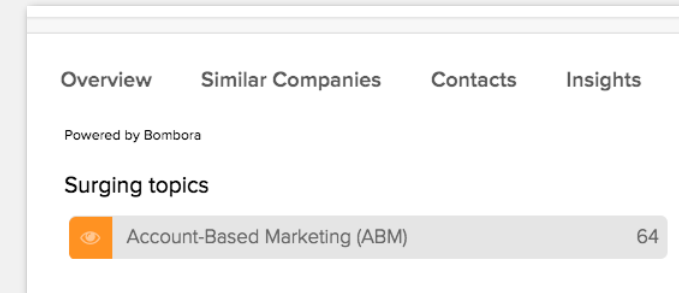 Overview Similar Companies Contacts Insights
Powered by Bombora
Surging topics
Account-Based Marketing (ABM) 64